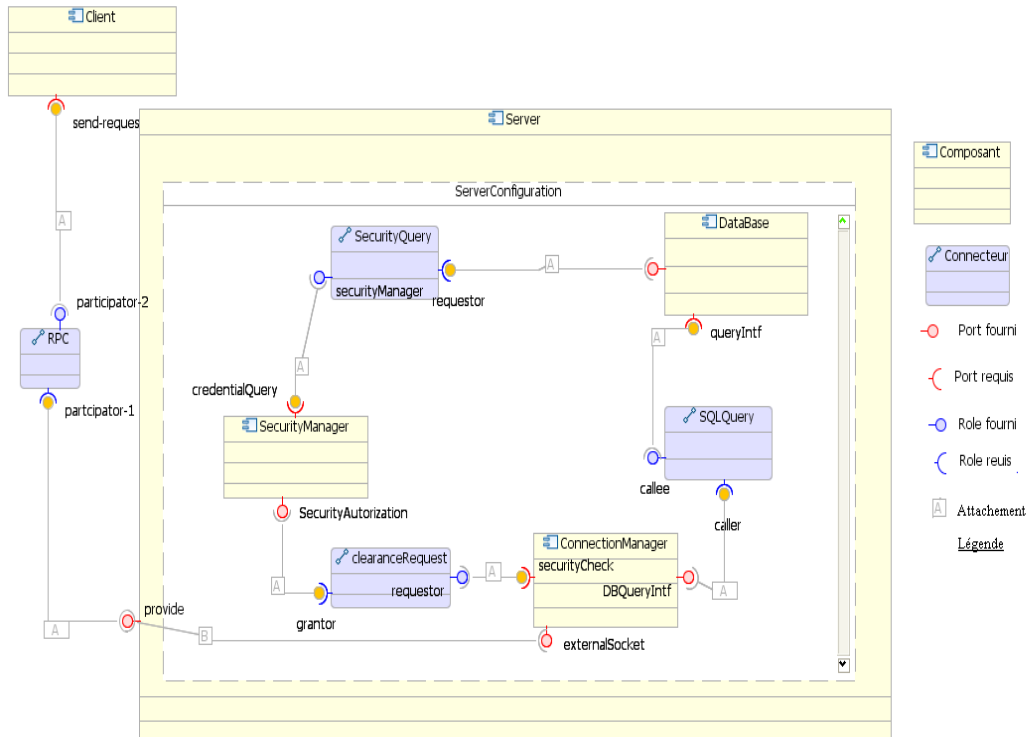 Client
send-reques
Server
Composant
ServerConfiguration
SecurityQuery
DataBase
A
A
Connecteur
securityManager
requestor
participator-2
RPC
queryIntf
A
Port fourni
A
Port requis
credentialQuery
partcipator-1
SecurityManager
SQLQuery
Role fourni
Role reuis
callee
SecurityAutorization
caller
A
Attachement
Légende
clearanceRequest
ConnectionManager
securityCheck
A
A
requestor
DBQueryIntf
A
grantor
provide
A
B
externalSocket